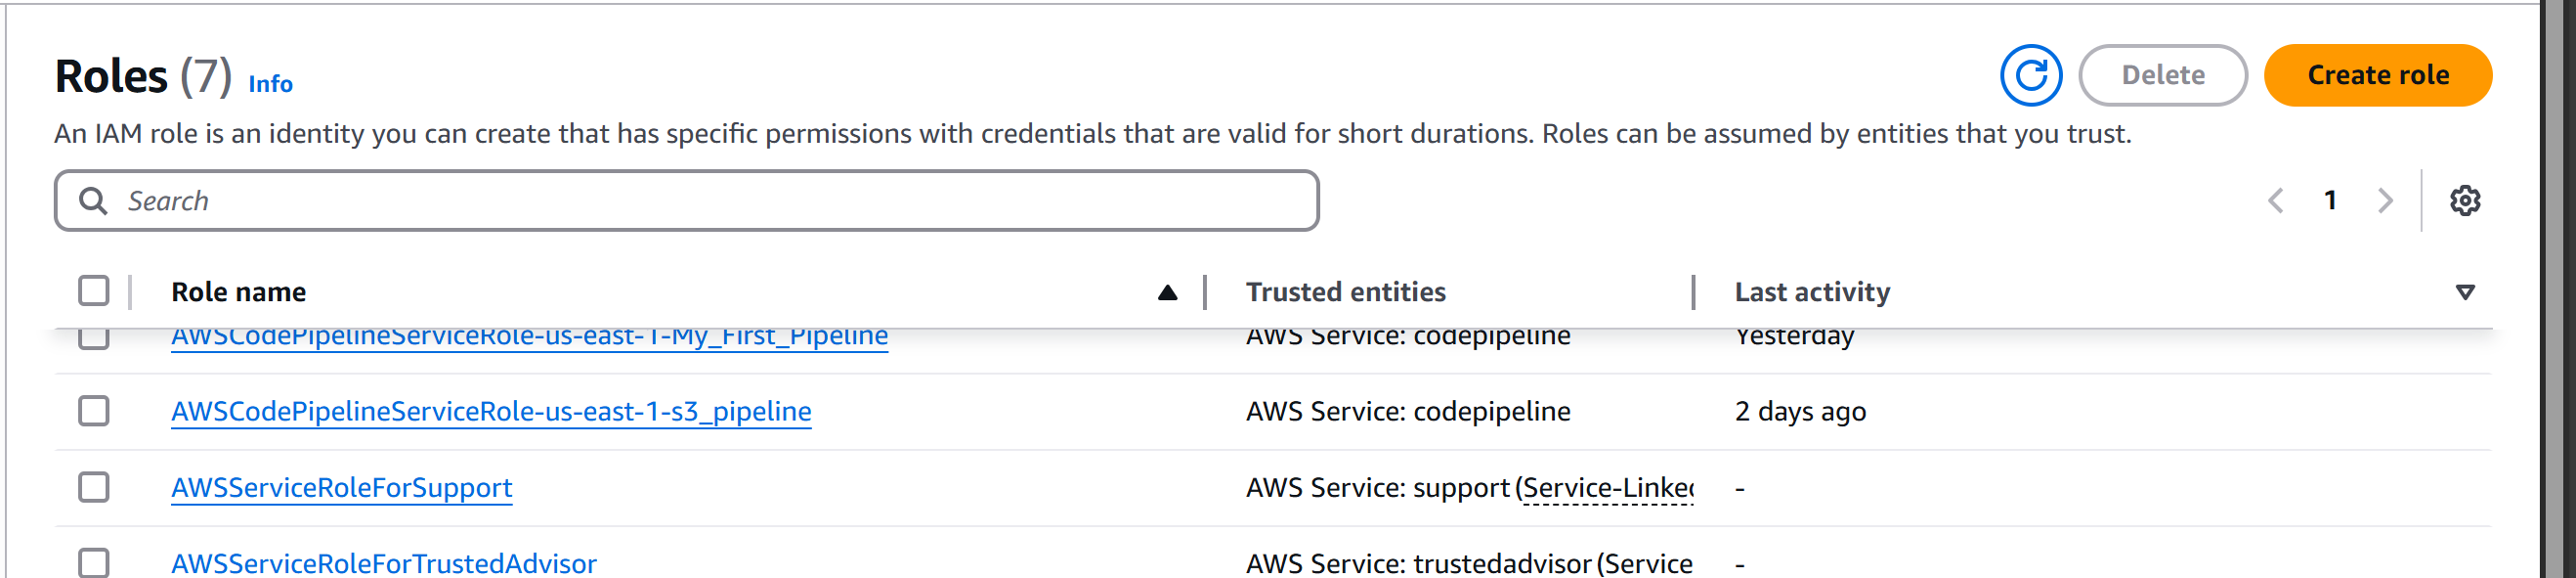 Roles (7) Info
Delete
Create role
An IAM role is an identity you can create that has specific permissions with credentials that are valid for short durations. Roles can be assumed by entities that you trust.
Search
1
Role name Trusted entities Last activity
AWSCodePipelineServiceRole-us-east-1-My_First_Pipeline AWS Service: codepipeline Yesterday
AWSCodePipelineServiceRole-us-east-1-s3_pipeline AWS Service: codepipeline 2 days ago
AWSServiceRoleForSupport AWS Service: support (Service-Linked -
AWSServiceRoleForTrustedAdvisor AWS Service: trustedadvisor (Service -